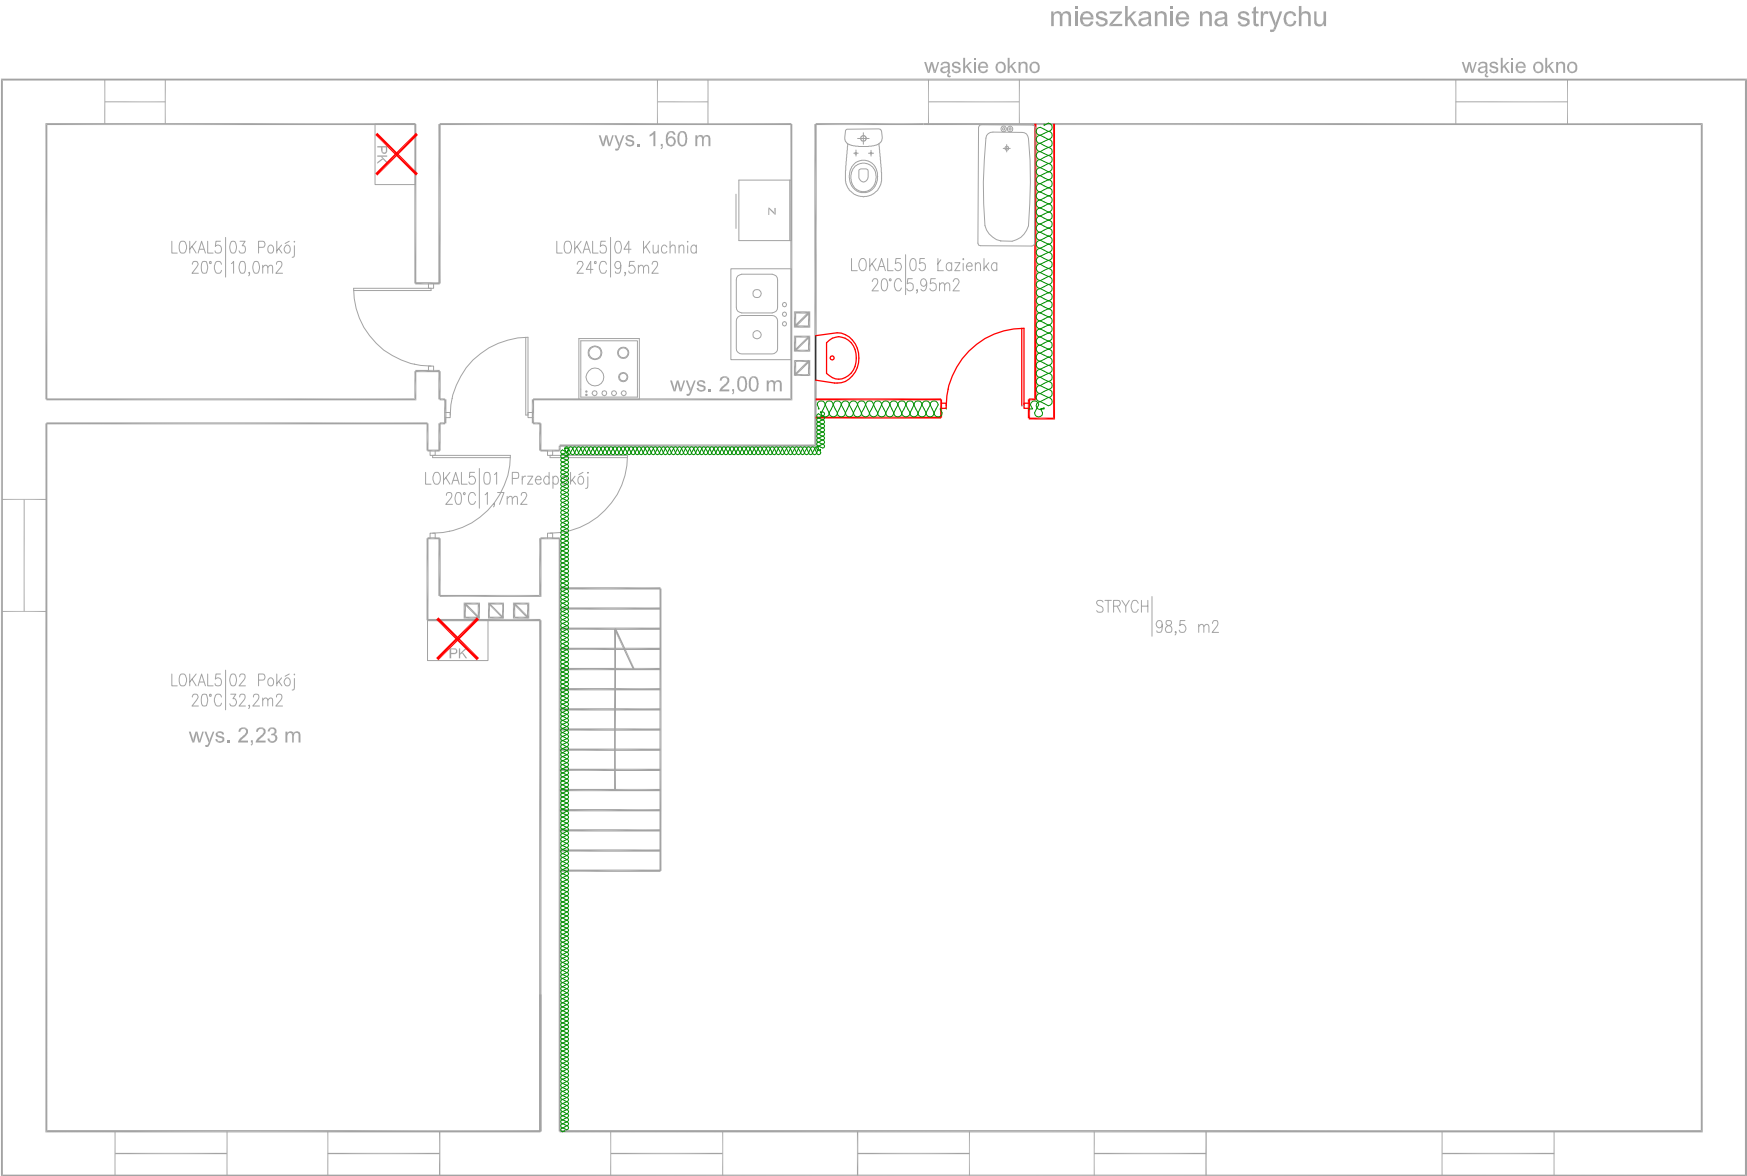 mieszkanie na strychu
wąskie okno
wąskie okno
wys. 1,60 m
PK
N
LOKAL5 03 Pokój
20°C 10,0m2
LOKAL5 04 Kuchnia
24°C 9,5m2
LOKAL5 05 Łazienka
20°C 5,95m2
wys. 2,00 m
LOKAL5 01 Przedpokój
20°C 1,7m2
STRYCH
98,5 m2
PK
LOKAL5 02 Pokój
20°C 32,2m2
wys. 2,23 m